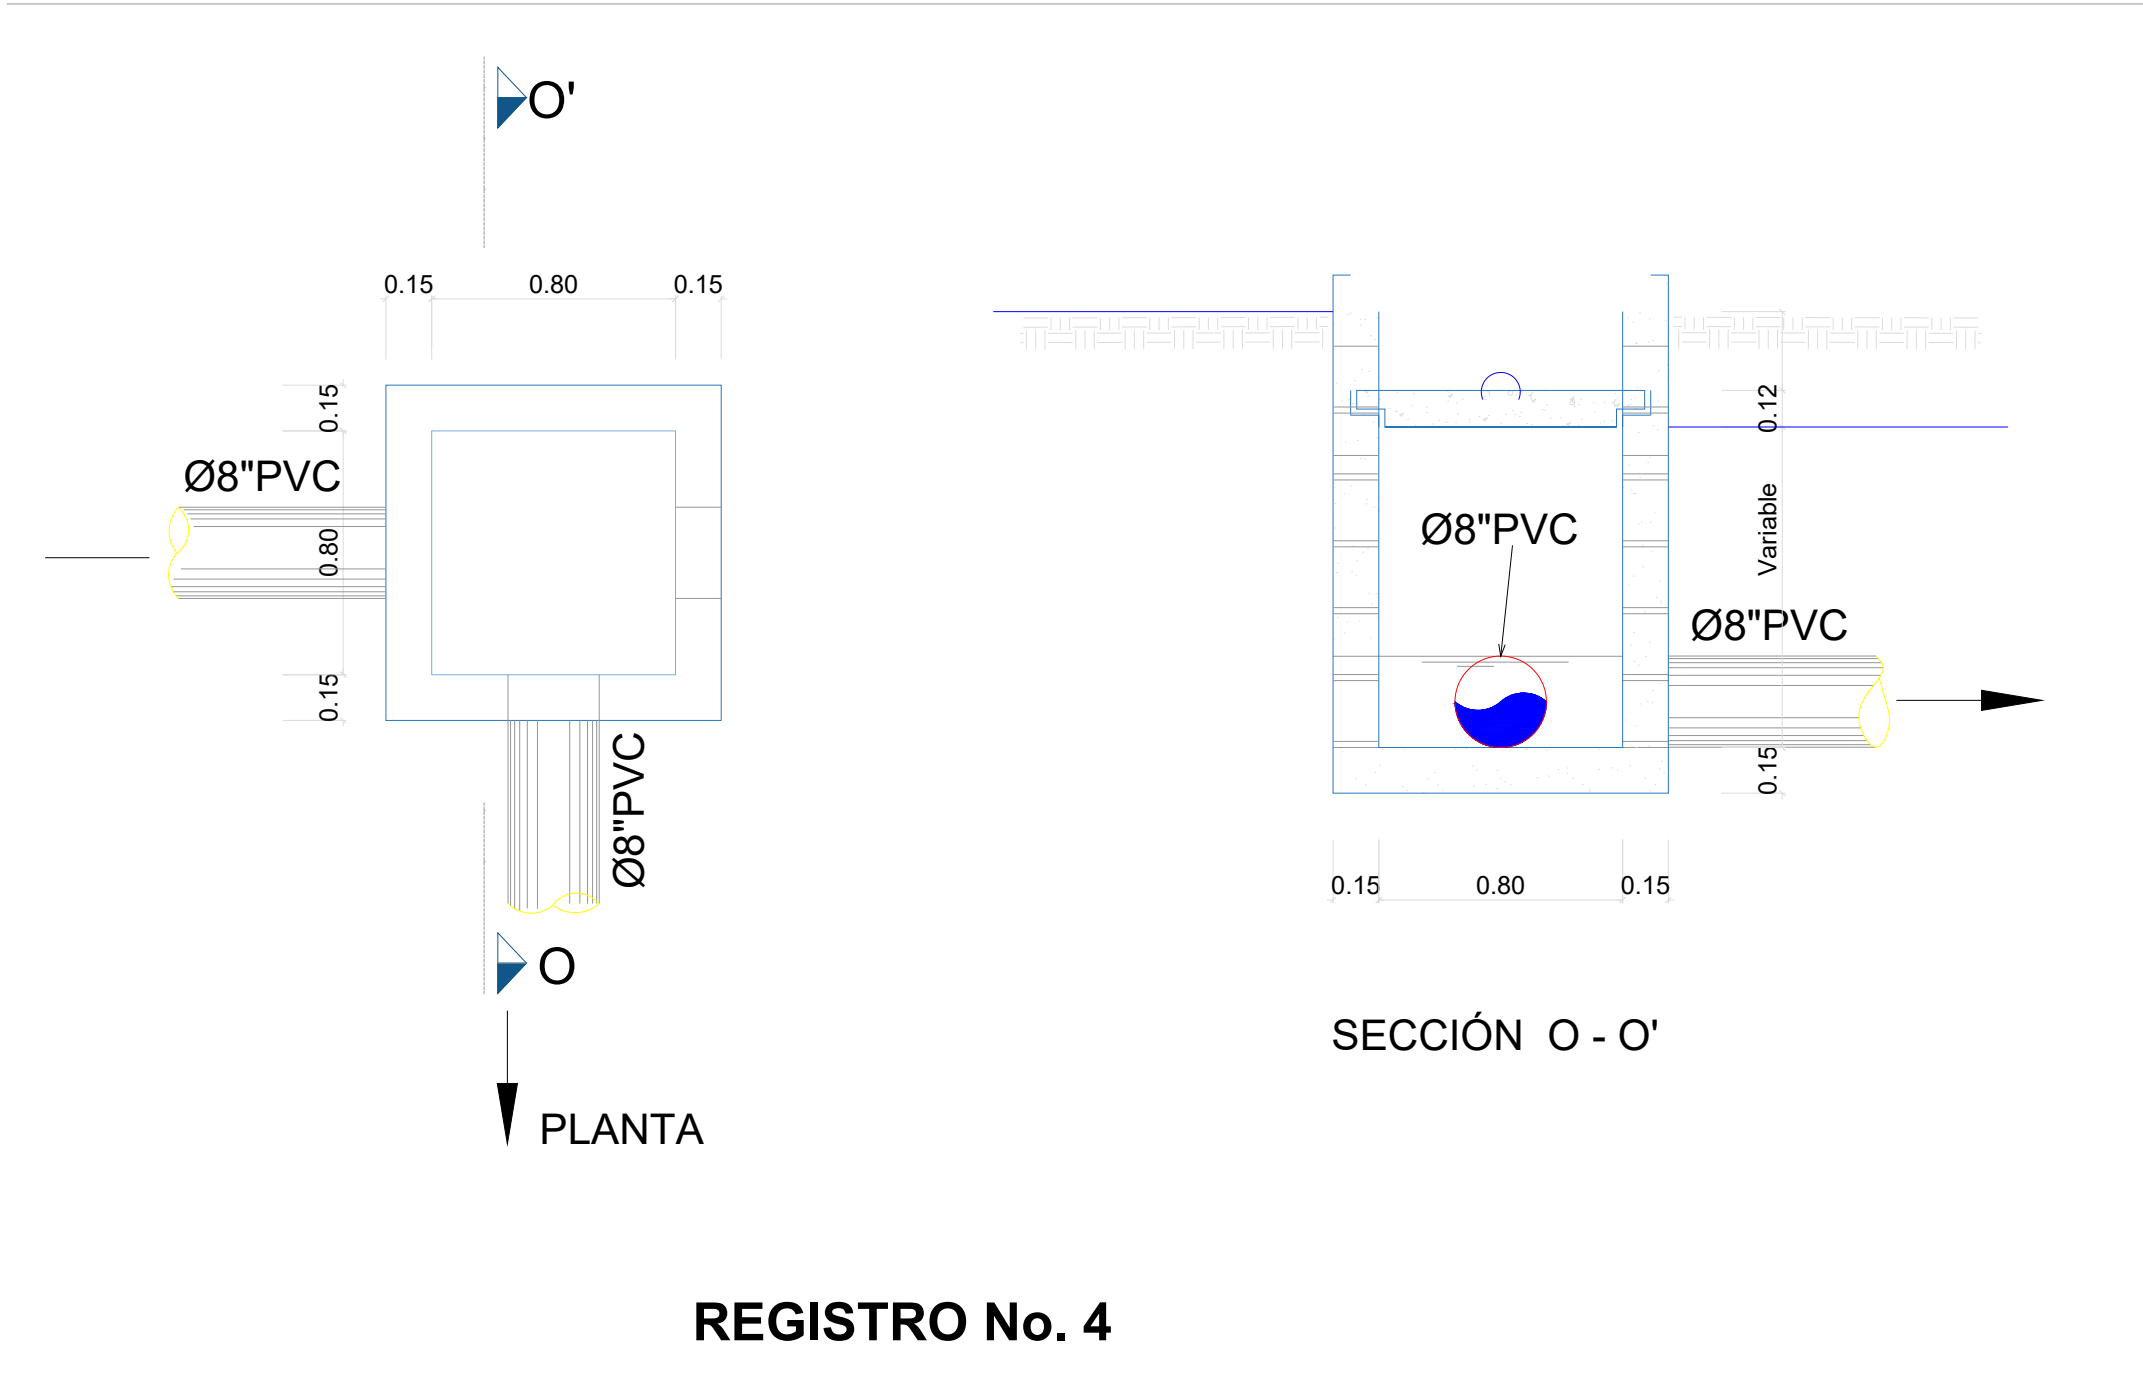 O'
0.15 0.80 0.15
0.15
Ø8"PVC
0.80
0.15
Ø8"PVC
O
PLANTA
0.12
Variable
Ø8"PVC
Ø8"PVC
0.15
0.15 0.80 0.15
SECCIÓN O - O'
REGISTRO No. 4